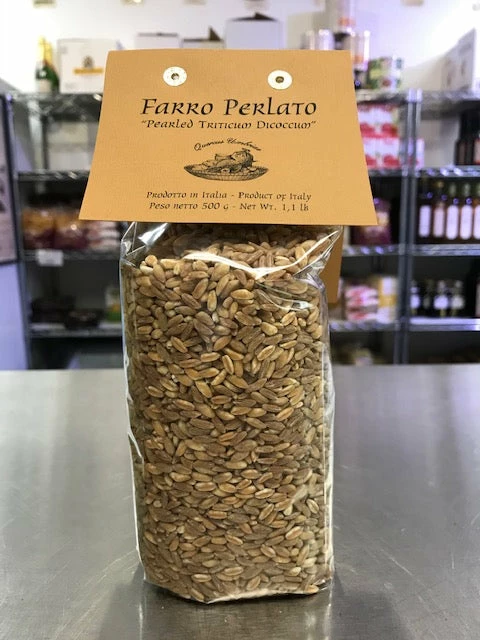 Farro Perlato
"Pearled Triticum Dicoccum"
Prodotto in Italia - Product of Italy
Peso netto 500 g - Net Wt. 1,1 lb